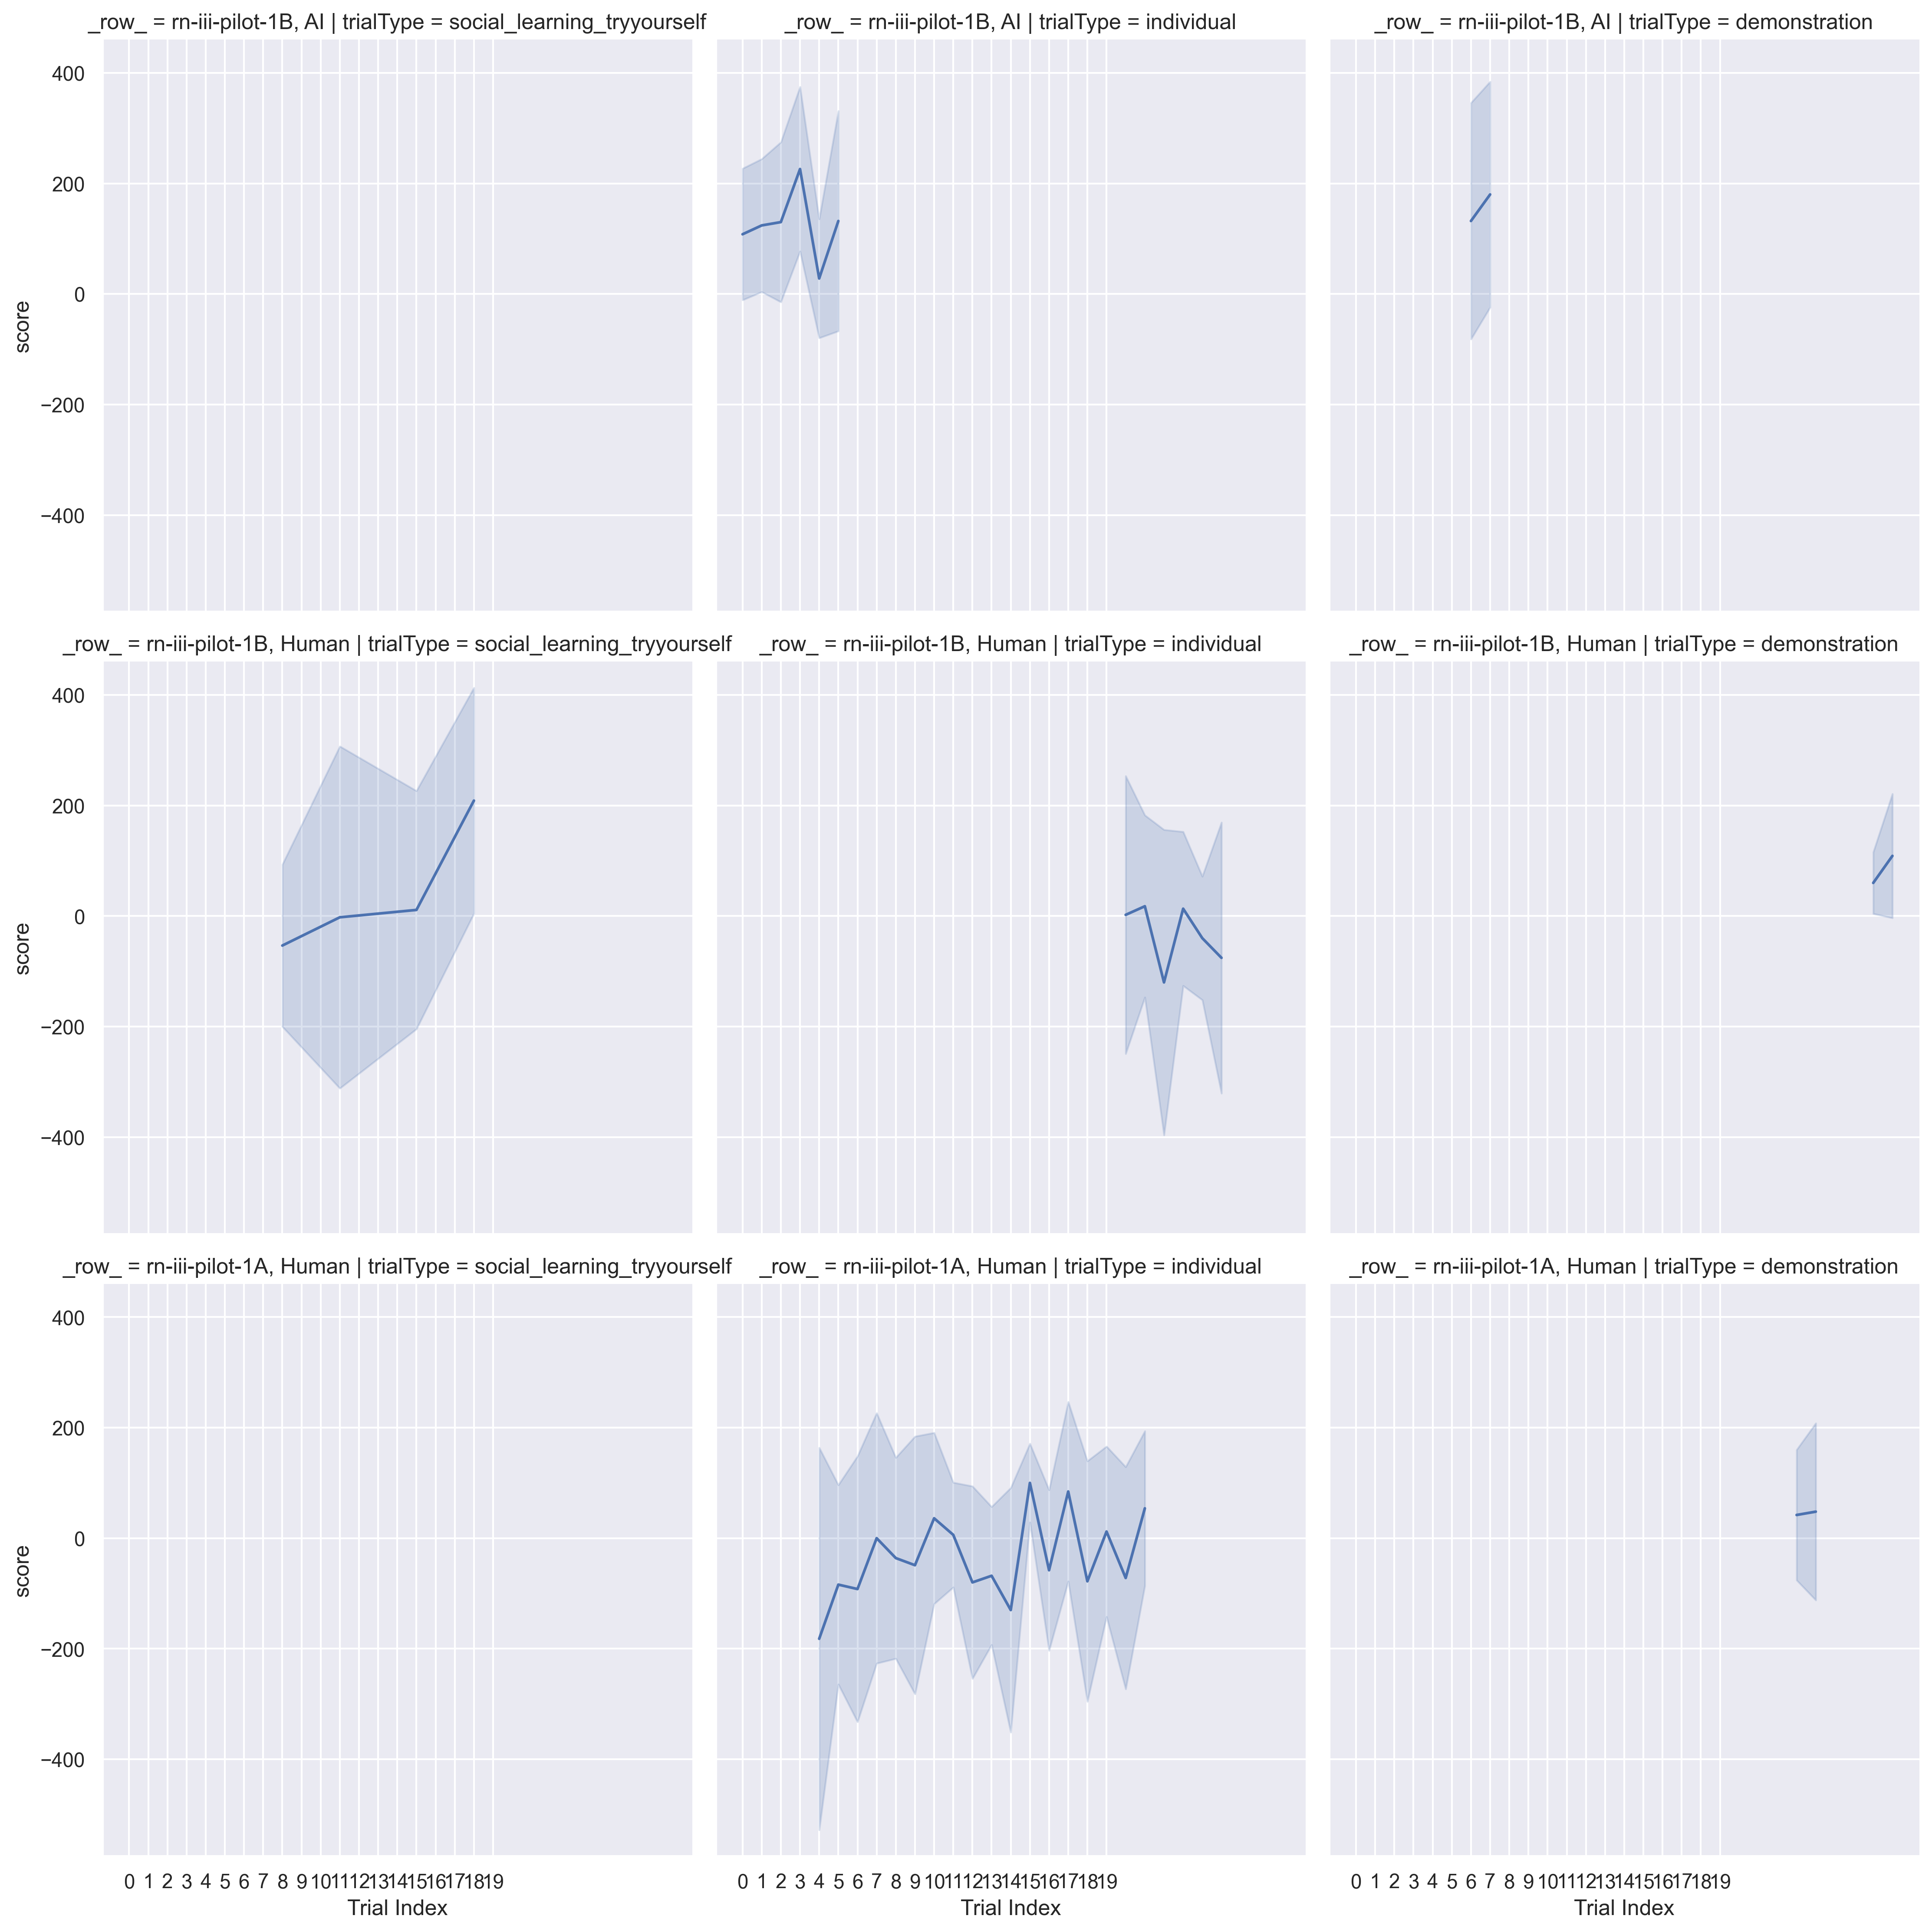 _row_ = rn-iii-pilot-1B, AI | trialType = social_learning_tryyourself
_row_ = rn-iii-pilot-1B, AI | trialType = individual
_row_ = rn-iii-pilot-1B, AI | trialType = demonstration
400
200
0
−200
−400
score
_row_ = rn-iii-pilot-1B, Human | trialType = social_learning_tryyourself
_row_ = rn-iii-pilot-1B, Human | trialType = individual
_row_ = rn-iii-pilot-1B, Human | trialType = demonstration
400
200
0
−200
−400
score
_row_ = rn-iii-pilot-1A, Human | trialType = social_learning_tryyourself
_row_ = rn-iii-pilot-1A, Human | trialType = individual
_row_ = rn-iii-pilot-1A, Human | trialType = demonstration
400
200
0
−200
−400
score
0 1 2 3 4 5 6 7 8 9 10 11 12 13 14 15 16 17 18 19
Trial Index
0 1 2 3 4 5 6 7 8 9 10 11 12 13 14 15 16 17 18 19
Trial Index
0 1 2 3 4 5 6 7 8 9 10 11 12 13 14 15 16 17 18 19
Trial Index